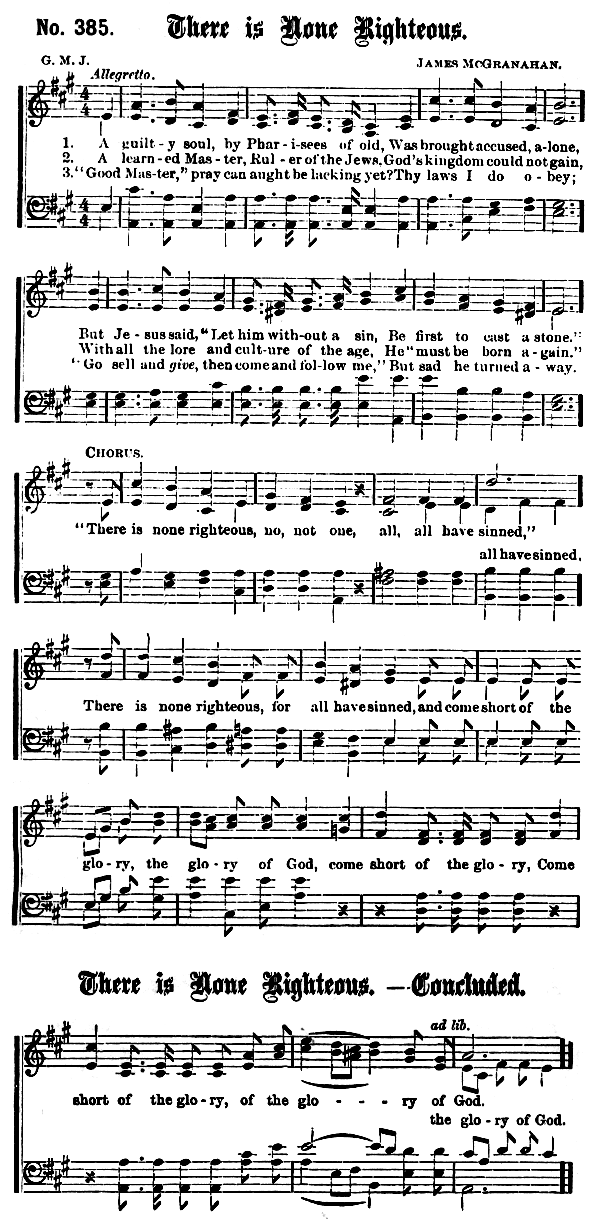 No. 385. There is None Righteous.
G. M. J. JAMES MCGRANAHAN.
Allegretto.
1. A guilt - y soul, by Phar - i-sees of old, Was brought accused, a-lone,
2. A learn - ed Mas - ter, Rul - er of the Jews, God's kingdom could not gain,
3. "Good Mas-ter," pray can aught be lacking yet? Thy laws I do o - bey;
But Je - sus said, "Let him with-out a sin, Be first to cast a stone."
With all the lore and cult-ure of the age, He "must be born a - gain."
"Go sell and give, then come and fol-low me," But sad he turned a - way.
CHORUS.
"There is none righteous, no, not one, all, all have sinned,"
all have sinned,
There is none righteous, for all have sinned, and come short of the
glo - ry, the glo - ry of God, come short of the glo - ry, Come
There is None Righteous. — Concluded.
ad lib.
short of the glo - ry, of the glo - - - ry of God.
the glo - ry of God.